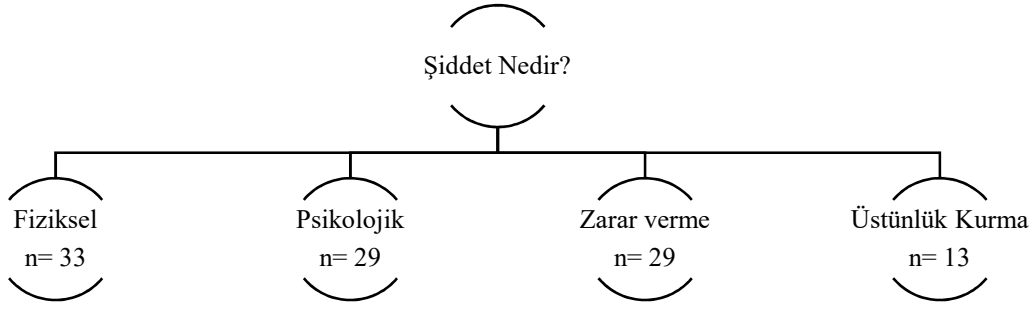 Şiddet Nedir?
Fiziksel
n= 33
Psikolojik
n= 29
Zarar verme
n= 29
Üstünlük Kurma
n= 13